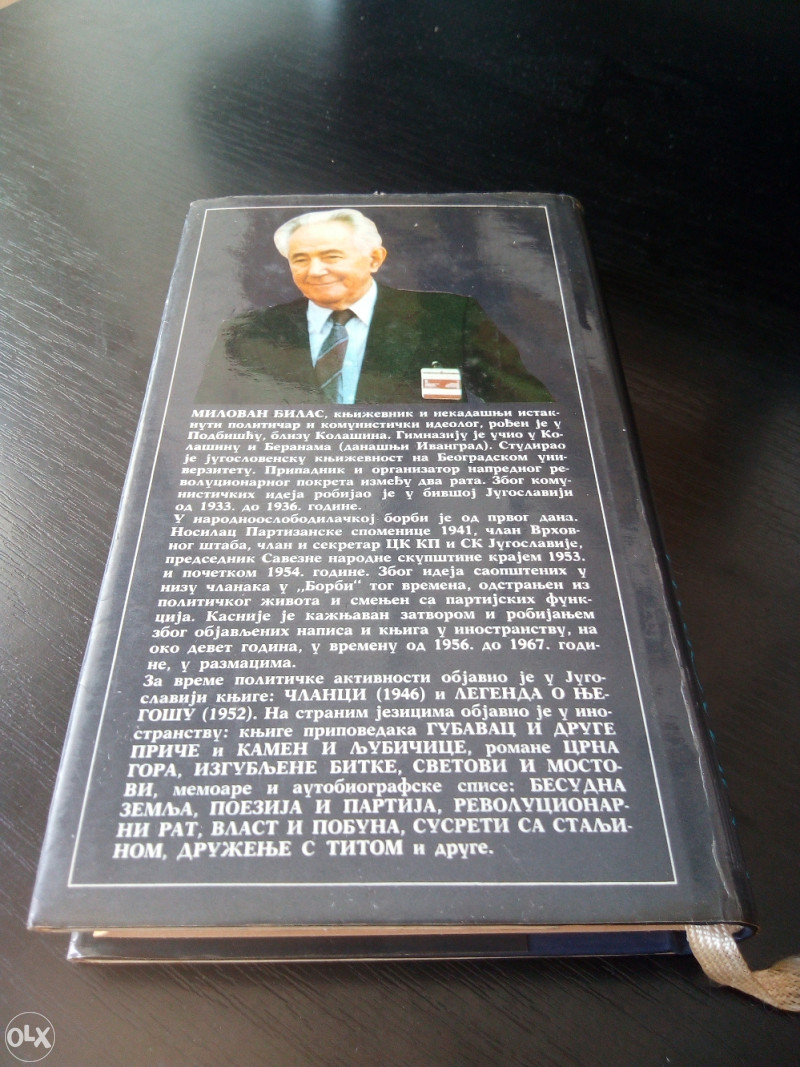 МИЛОВАН ЂИЛАС, књижевник и некадашњи истак-
нути политичар и комунистички идеолог, рођен је у
Подбишћу, близу Колашина. Гимназију је учио у Ко-
лашину и Беранама (данашњи Иванград). Студирао
је југословенску књижевност на Београдском уни-
верзитету. Припадник и организатор напредног ре-
волуционарног покрета између два рата. Због кому-
нистичких идеја робијао је у бившој Југославији
од 1933. до 1936. године.
У народноослободилачкој борби је од првог дана.
Носилац Партизанске споменице 1941, члан Врхов-
ног штаба, члан и секретар ЦК КП и СК Југославије,
председник Савезне народне скупштине крајем 1953.
и почетком 1954. године. Због идеја саопштених у
низу чланака у „Борби“ тог времена, одстрањен из
политичког живота и смењен са партијских функ-
ција. Касније је кажњаван затвором и робијањем
због објављених написа и књига у иностранству, на
око девет година, у времену од 1956. до 1967. годи-
не, у размацима.
За време политичке активности објавио је у Југо-
славији књиге: ЧЛАНЦИ (1946) и ЛЕГЕНДА О ЊЕ-
ГОШУ (1952). На страним језицима објавио је у ино-
странству: књиге приповедака ГУБАВАЦ И ДРУГЕ
ПРИЧЕ и КАМЕН И ЉУБИЧИЦЕ, романе ЦРНА
ГОРА, ИЗГУБЉЕНЕ БИТКЕ, СВЕТОВИ И МОСТО-
ВИ, мемоаре и аутобиографске списе: БЕСУДНА
ЗЕМЉА, ПОЕЗИЈА И ПАРТИЈА, РЕВОЛУЦИОНАР-
НИ РАТ, ВЛАСТ И ПОБУНА, СУСРЕТИ СА СТАЉИ-
НОМ, ДРУЖЕЊЕ С ТИТОМ и друге.
OLX